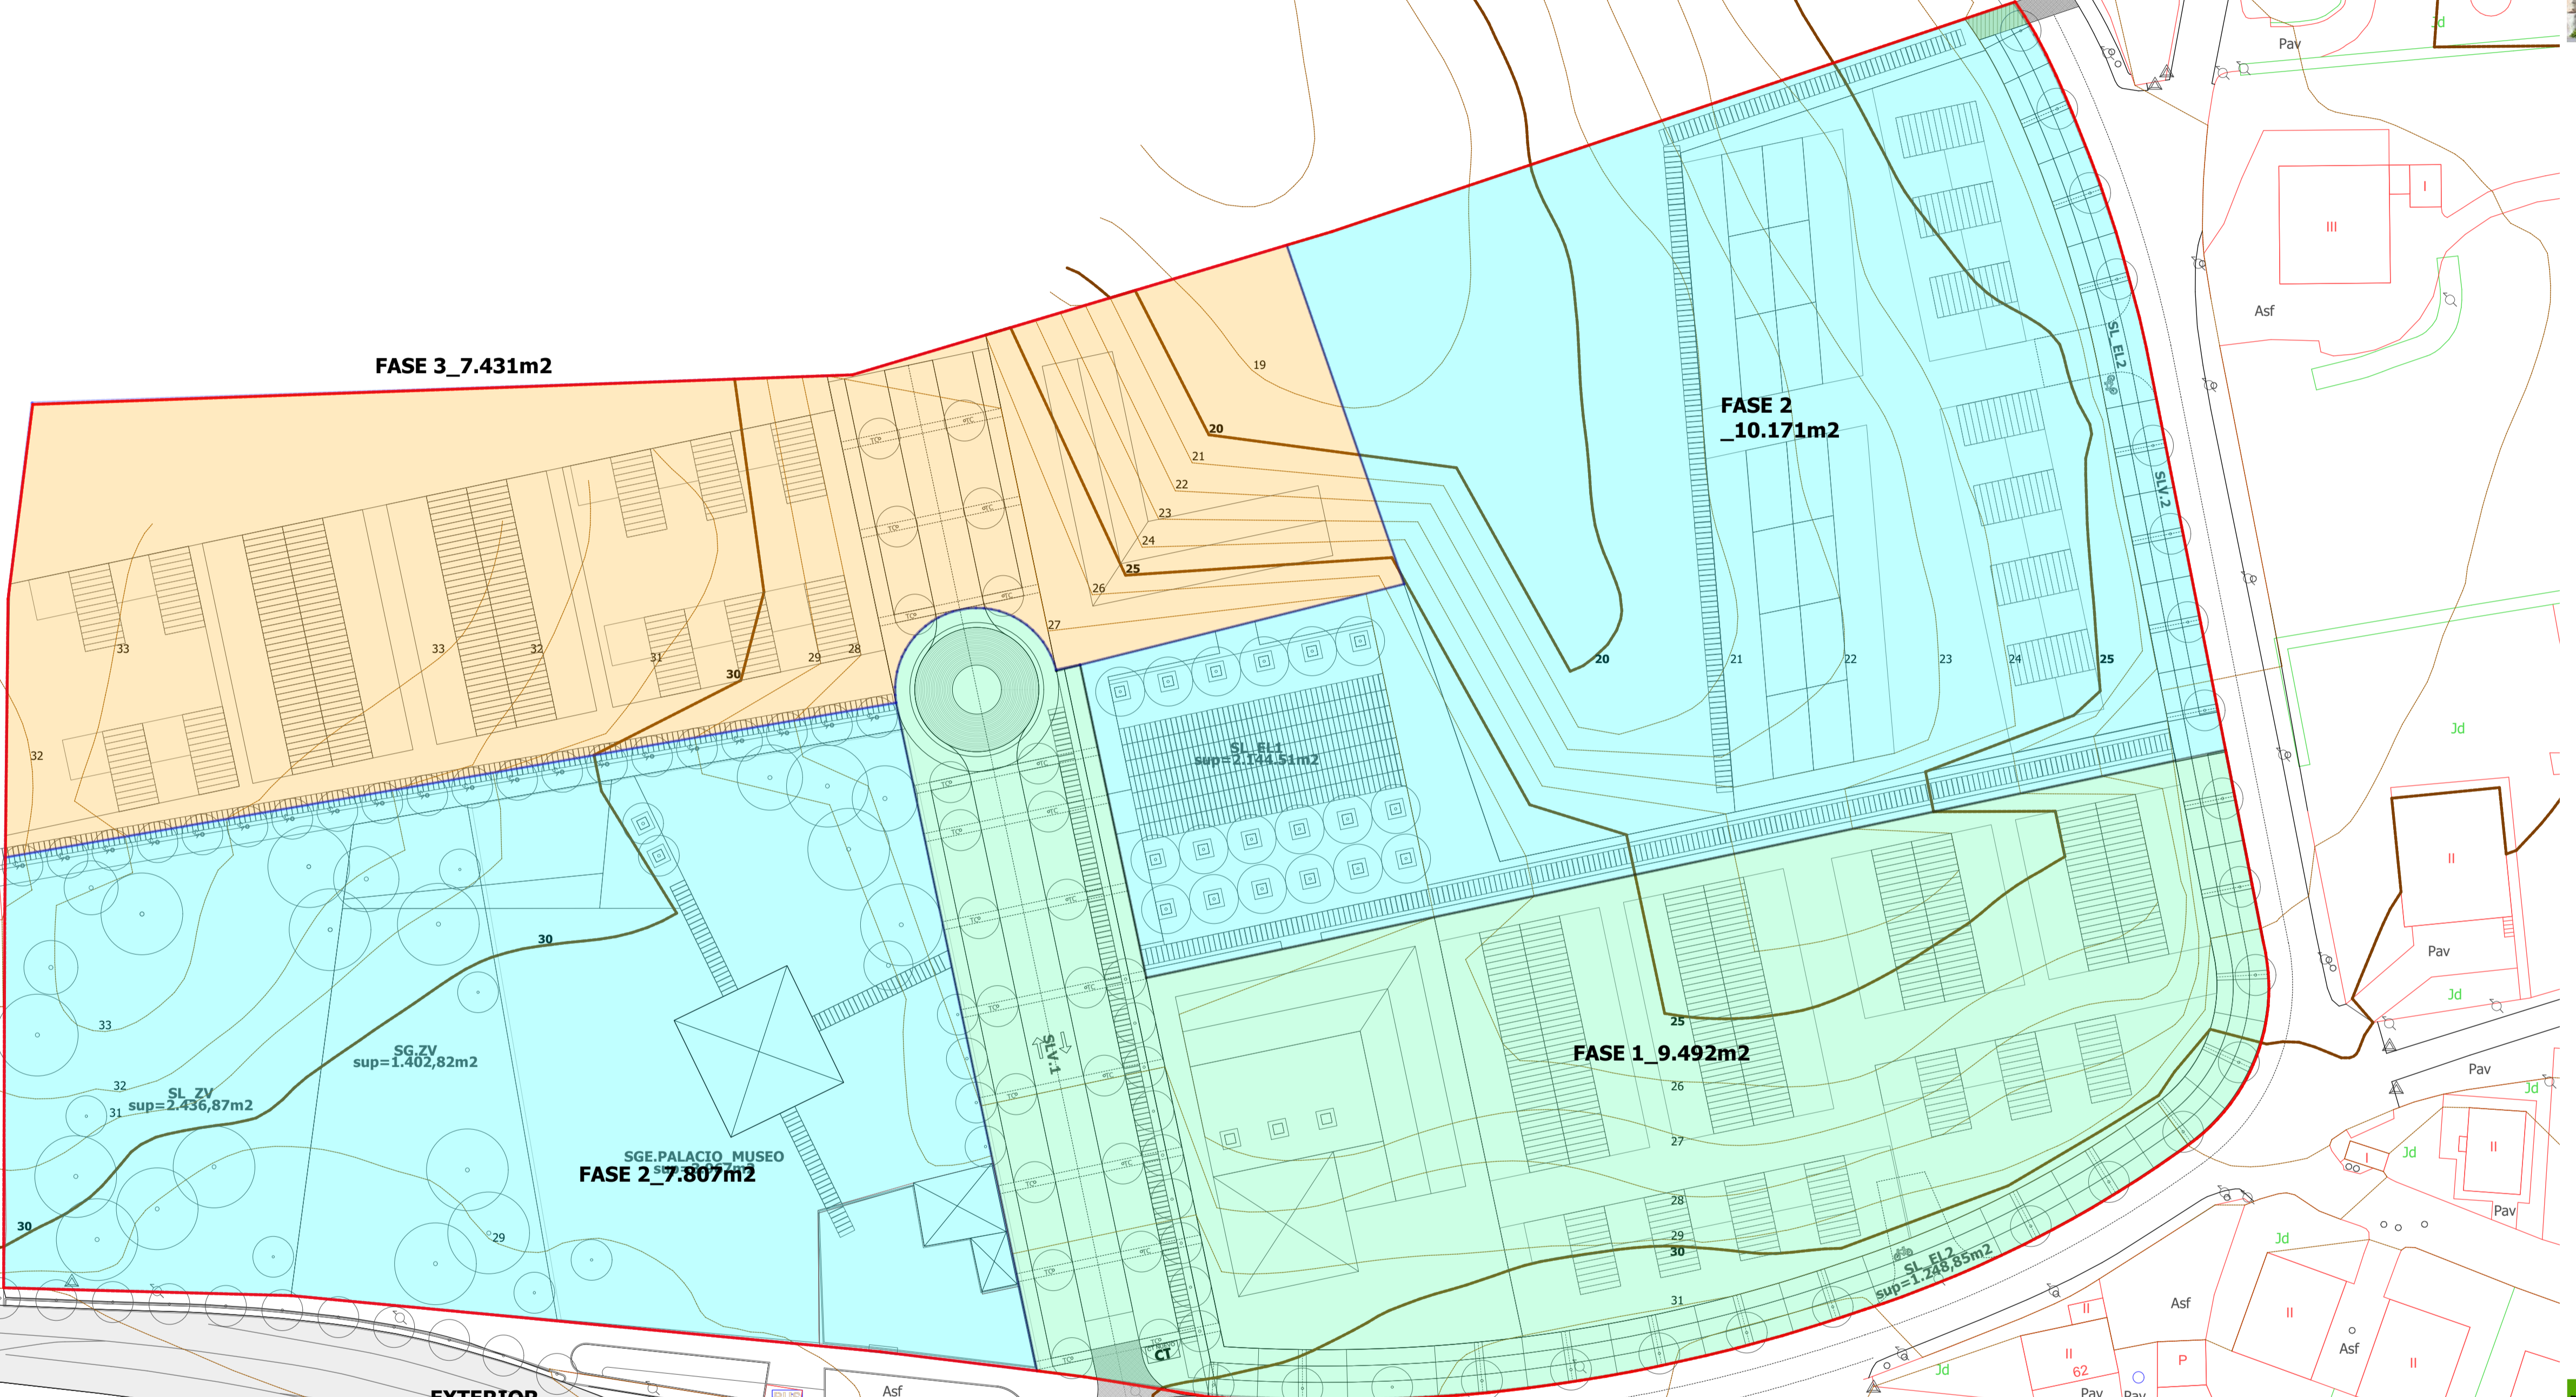 Jd
Pav
I
III
Asf
FASE 3_7.431m2
19
FASE 2
_10.171m2
SL_EL2
20
21
22
23
24
25
26
27
SLV.2
33
33
32
31
30
29
28
20
21
22
23
24
25
32
Jd
SL_EL1
sup=2.144.51m2
II
Pav
Jd
30
33
SG.ZV
sup=1.402,82m2
SL_ZV
sup=2.436,87m2
32
31
SLV.1
25
FASE 1_9.492m2
26
27
Pav
Jd
II
I
Jd
SGE.PALACIO_MUSEO
FASE 2_7.807m2
30
29
28
29
30
31
SL_EL2
sup=1.248,85m2
Pav
Jd
CT
Asf
II
II
Asf
II
II
62
P
Jd
EXTERIOR
Asf
Pav
Pav